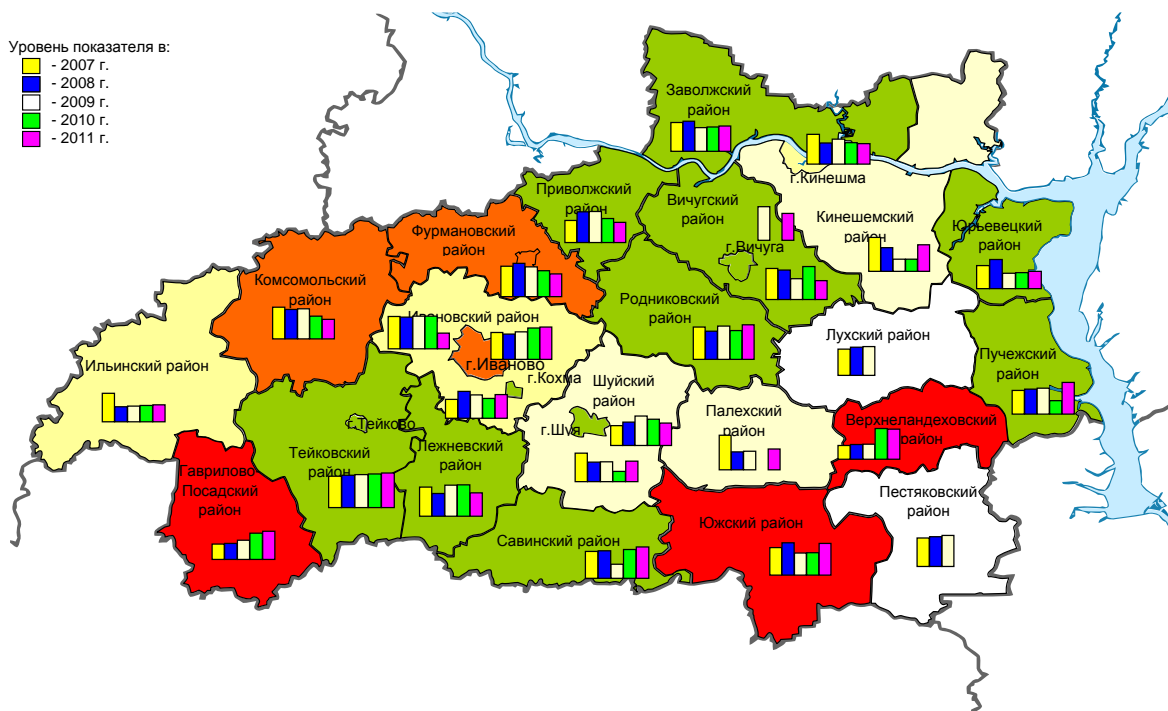 Уровень показателя в:
- 2007 г.
- 2008 г.
- 2009 г.
- 2010 г.
- 2011 г.
Заволжский
район
г.Кинешма
Приволжский
район
Вичугский
район
Кинешемский
район
Юрьевецкий
район
Фурмановский
район
г.Вичуга
Комсомольский
район
Родниковский
район
Ивановский район
Лухский район
Ильинский район
г.Иваново
Пучежский
район
г.Кохма
Шуйский
район
Палехский
район
Верхнеландеховский
район
г.Тейково
г.Шуя
Тейковский
район
Лежневский
район
Гаврилово-
Посадский
район
Пестяковский
район
Южский район
Савинский район